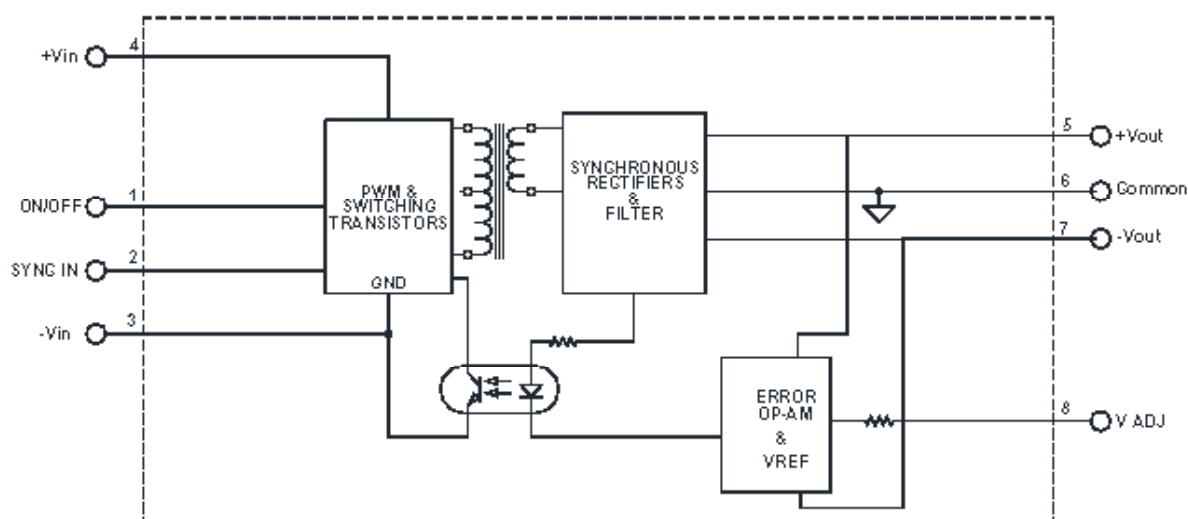 +Vin
4
ON/OFF
1
SYNC IN
2
-Vin
3
PWM &
SWITCHING
TRANSISTORS
GND
SYNCHRONOUS
RECTIFIERS
&
FILTER
5
+Vout
6
Common
7
-Vout
ERROR
OP-AM
&
VREF
8
V ADJ